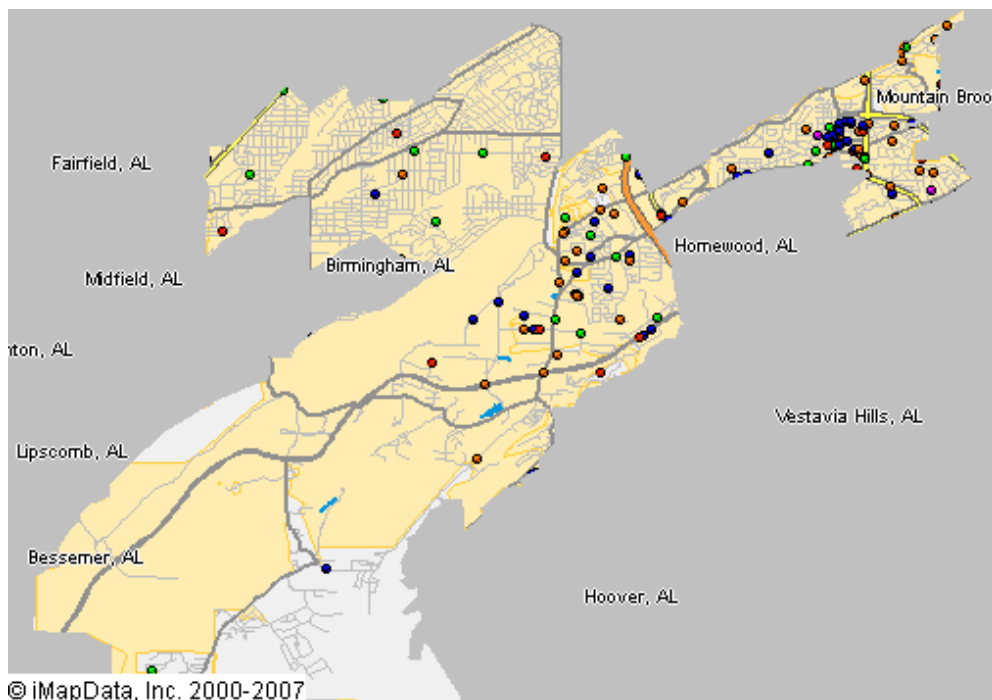 Mountain Broo
Fairfield, AL
Homewood, AL
Birmingham, AL
Midfield, AL
nton, AL
Vestavia Hills, AL
Lipscomb, AL
Bessemer, AL
Hoover, AL
© iMapData, Inc. 2000-2007